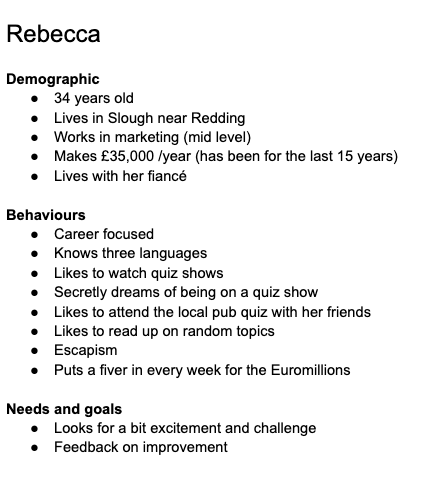 Rebecca
Demographic
● 34 years old
● Lives in Slough near Redding
● Works in marketing (mid level)
● Makes £35,000 /year (has been for the last 15 years)
● Lives with her fiancé
Behaviours
● Career focused
● Knows three languages
● Likes to watch quiz shows
● Secretly dreams of being on a quiz show
● Likes to attend the local pub quiz with her friends
● Likes to read up on random topics
● Escapism
● Puts a fiver in every week for the Euromillions
Needs and goals
● Looks for a bit excitement and challenge
● Feedback on improvement